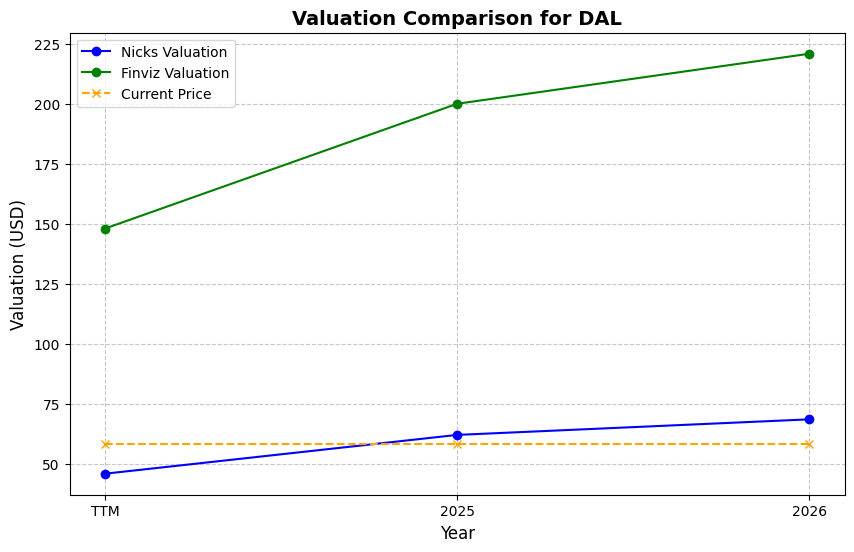 Valuation Comparison for DAL
Nicks Valuation
Finviz Valuation
Current Price
Valuation (USD)
225
200
175
150
125
100
75
50
TTM
2025
2026
Year